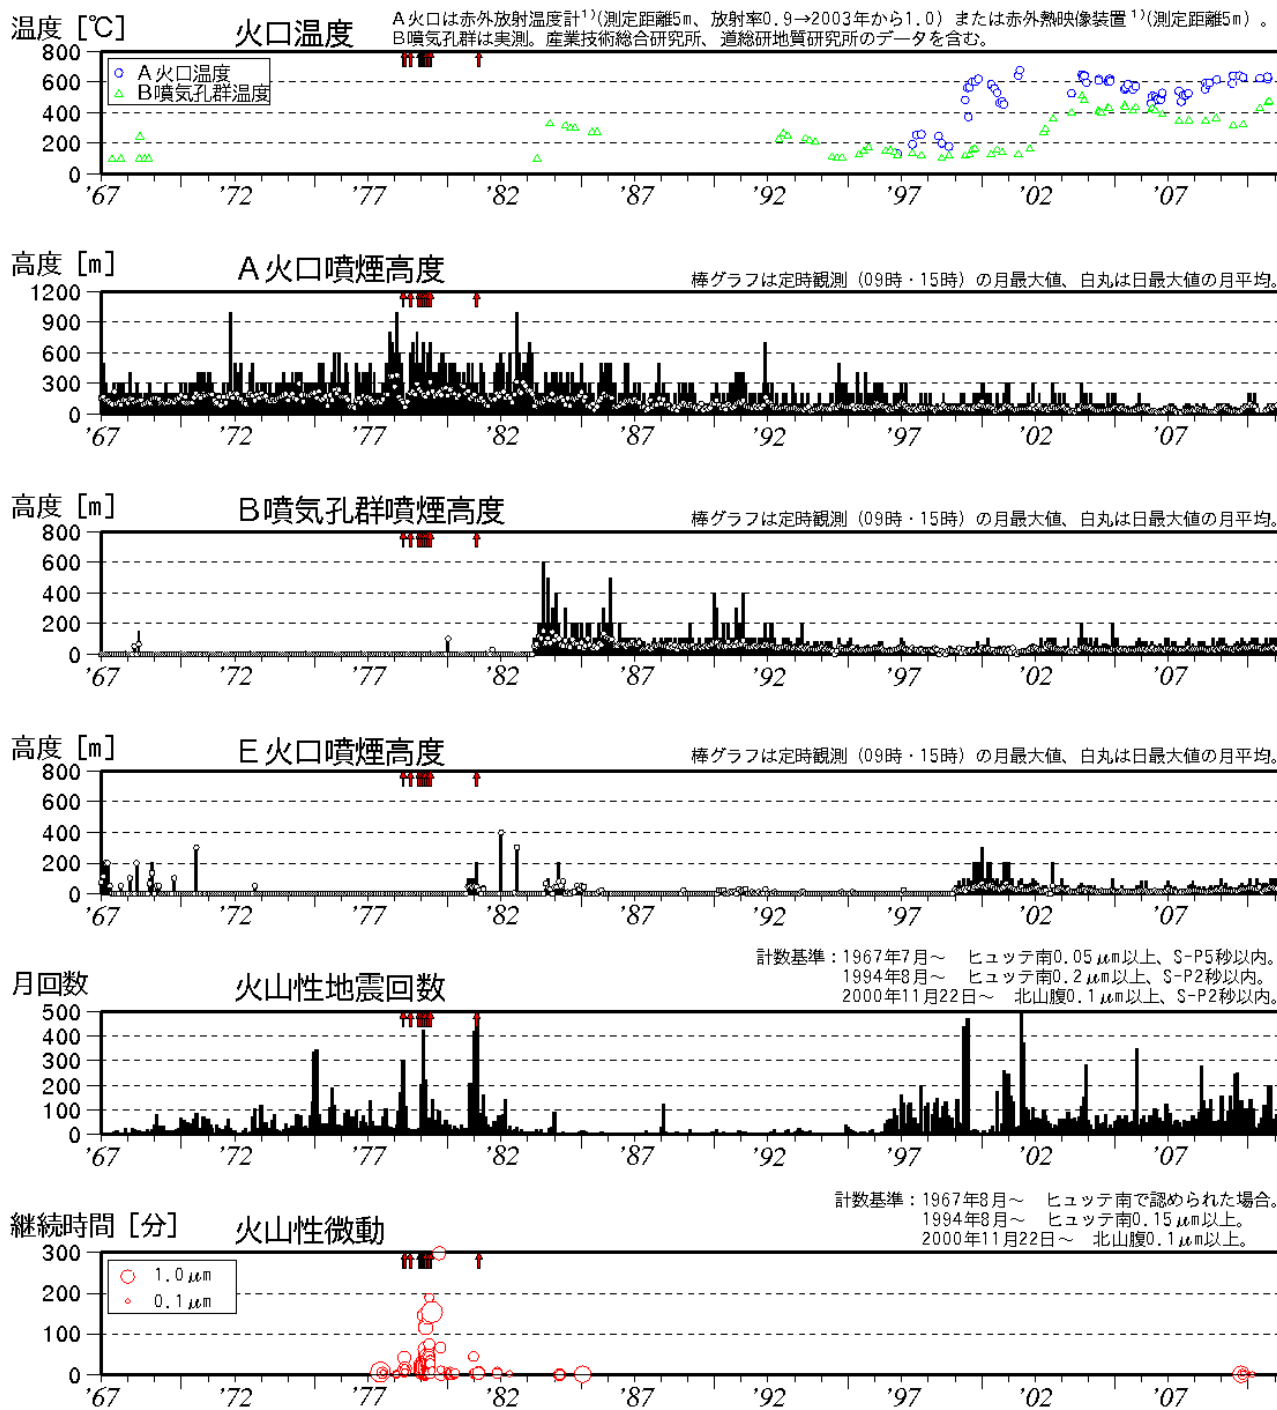 温度 [℃]
火口温度
A火口は赤外放射温度計¹⁾(測定距離5m、放射率0.9→2003年から1.0) または赤外熱映像装置¹⁾(測定距離5m) 。
B噴気孔群は実測。産業技術総合研究所、道総研地質研究所のデータを含む。
800
600
400
200
0
A火口温度
B噴気孔群温度
'67 '72 '77 '82 '87 '92 '97 '02 '07
高度 [m]
A火口噴煙高度
棒グラフは定時観測 (09時・15時) の月最大値、白丸は日最大値の月平均。
1200
900
600
300
0
'67 '72 '77 '82 '87 '92 '97 '02 '07
高度 [m]
B噴気孔群噴煙高度
棒グラフは定時観測 (09時・15時) の月最大値、白丸は日最大値の月平均。
800
600
400
200
0
'67 '72 '77 '82 '87 '92 '97 '02 '07
高度 [m]
E火口噴煙高度
棒グラフは定時観測 (09時・15時) の月最大値、白丸は日最大値の月平均。
800
600
400
200
0
'67 '72 '77 '82 '87 '92 '97 '02 '07
月回数
火山性地震回数
計数基準：1967年7月～ ヒュッテ南0.05μm以上、S-P5秒以内。
1994年8月～ ヒュッテ南0.2μm以上、S-P2秒以内。
2000年11月22日～ 北山腹0.1μm以上、S-P2秒以内。
500
400
300
200
100
0
'67 '72 '77 '82 '87 '92 '97 '02 '07
継続時間 [分]
火山性微動
計数基準：1967年8月～ ヒュッテ南で認められた場合。
1994年8月～ ヒュッテ南0.15μm以上。
2000年11月22日～ 北山腹0.1μm以上。
300
200
100
0
1.0μm
0.1μm
'67 '72 '77 '82 '87 '92 '97 '02 '07